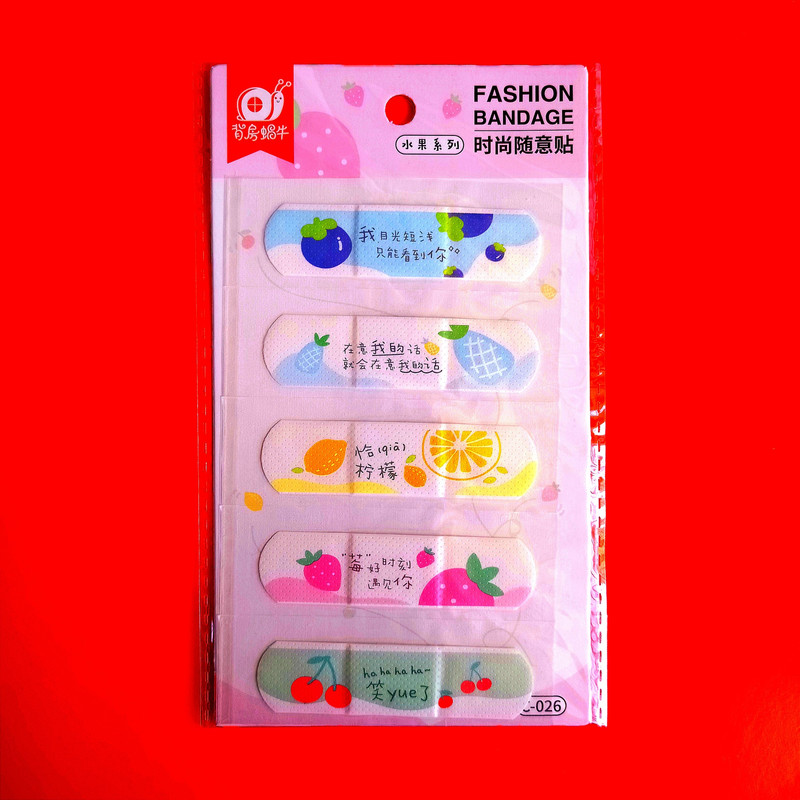 背房蜗牛
FASHION
BANDAGE
水果系列
时尚随意贴
我目光短浅
只能看到你
在意我的话
就会在意我的话
恰(qiā)
柠檬
"莓"好时刻
遇见你
ha ha ha ha~
笑yue了
-026